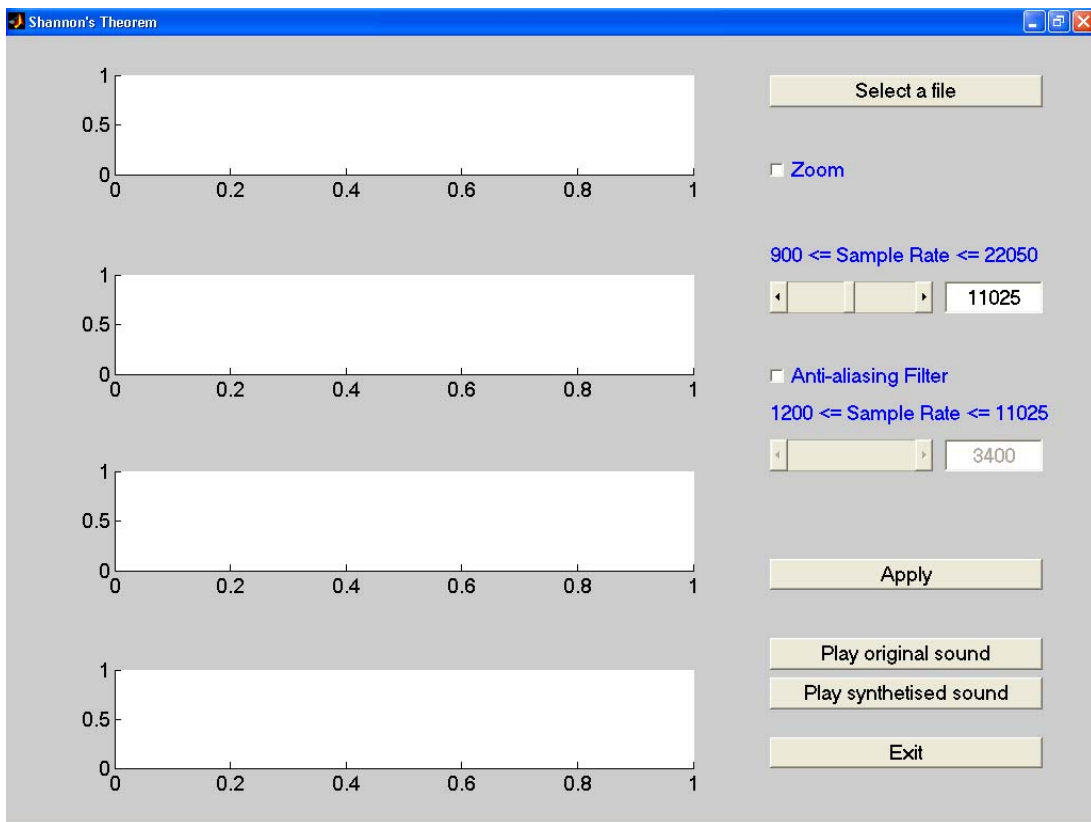 Shannon's Theorem
1
0.5
0
0 0.2 0.4 0.6 0.8 1
1
0.5
0
0 0.2 0.4 0.6 0.8 1
1
0.5
0
0 0.2 0.4 0.6 0.8 1
1
0.5
0
0 0.2 0.4 0.6 0.8 1
Select a file
Zoom
900 <= Sample Rate <= 22050
11025
Anti-aliasing Filter
1200 <= Sample Rate <= 11025
3400
Apply
Play original sound
Play synthetised sound
Exit